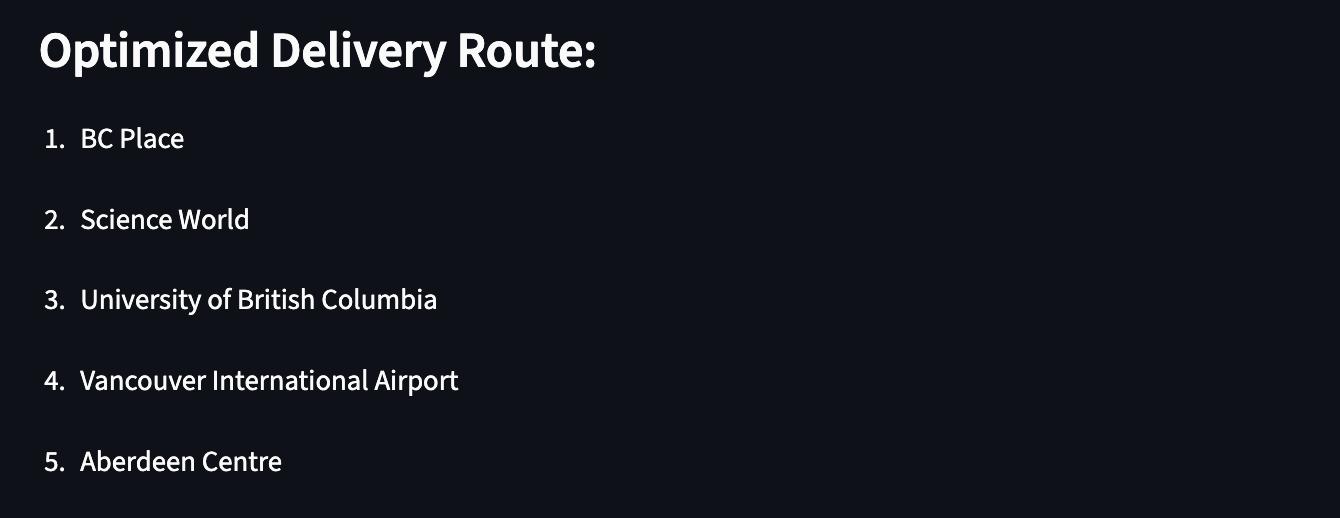 Optimized Delivery Route:
1. BC Place
2. Science World
3. University of British Columbia
4. Vancouver International Airport
5. Aberdeen Centre